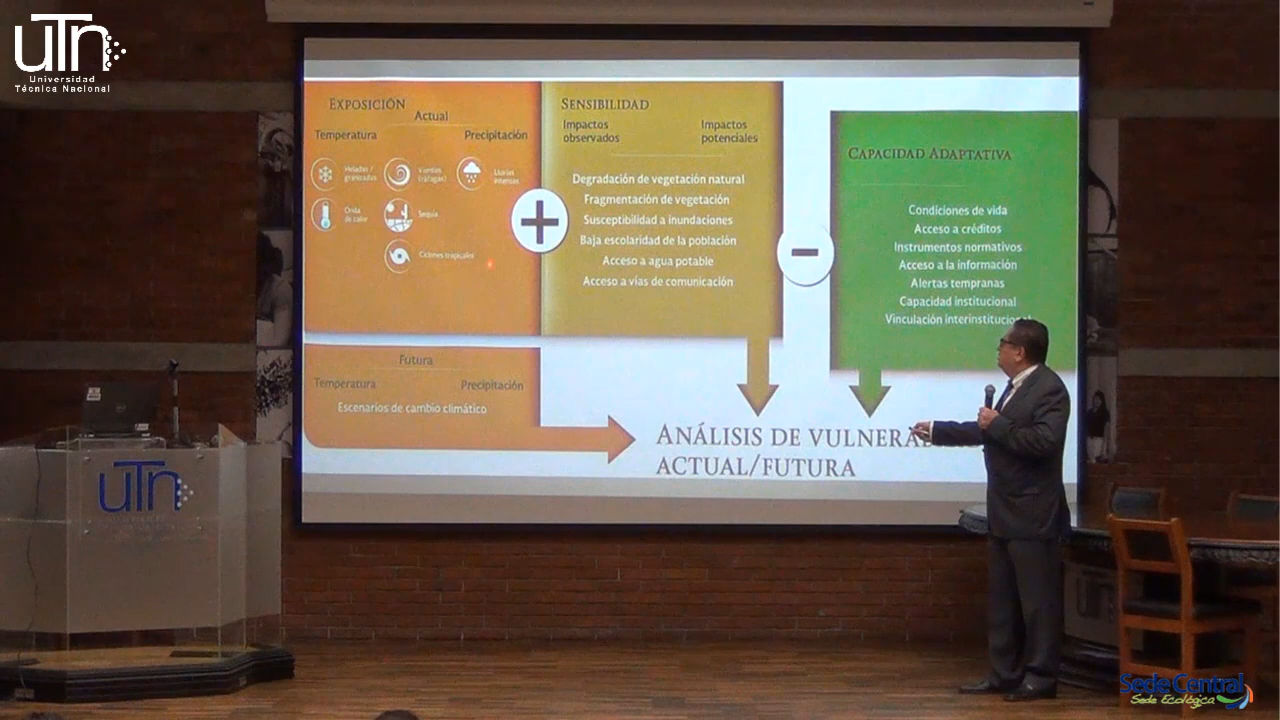 uTn
Universidad
Técnica Nacional
EXPOSICIÓN
Actual
Temperatura
Precipitación
Heladas /
granizadas
Vientos
(ráfagas)
Lluvias
intensas
Onda
de calor
Sequía
Ciclones tropicales
+
SENSIBILIDAD
Impactos
observados
Impactos
potenciales
Degradación de vegetación natural
Fragmentación de vegetación
Susceptibilidad a inundaciones
Baja escolaridad de la población
Acceso a agua potable
Acceso a vías de comunicación
−
CAPACIDAD ADAPTATIVA
Condiciones de vida
Acceso a créditos
Instrumentos normativos
Acceso a la información
Alertas tempranas
Capacidad institucional
Vinculación interinstitucional
Futura
Temperatura
Precipitación
Escenarios de cambio climático
ANÁLISIS DE
ACTUAL/FUTURA
uTn
Sede Central
Sede Ecológica